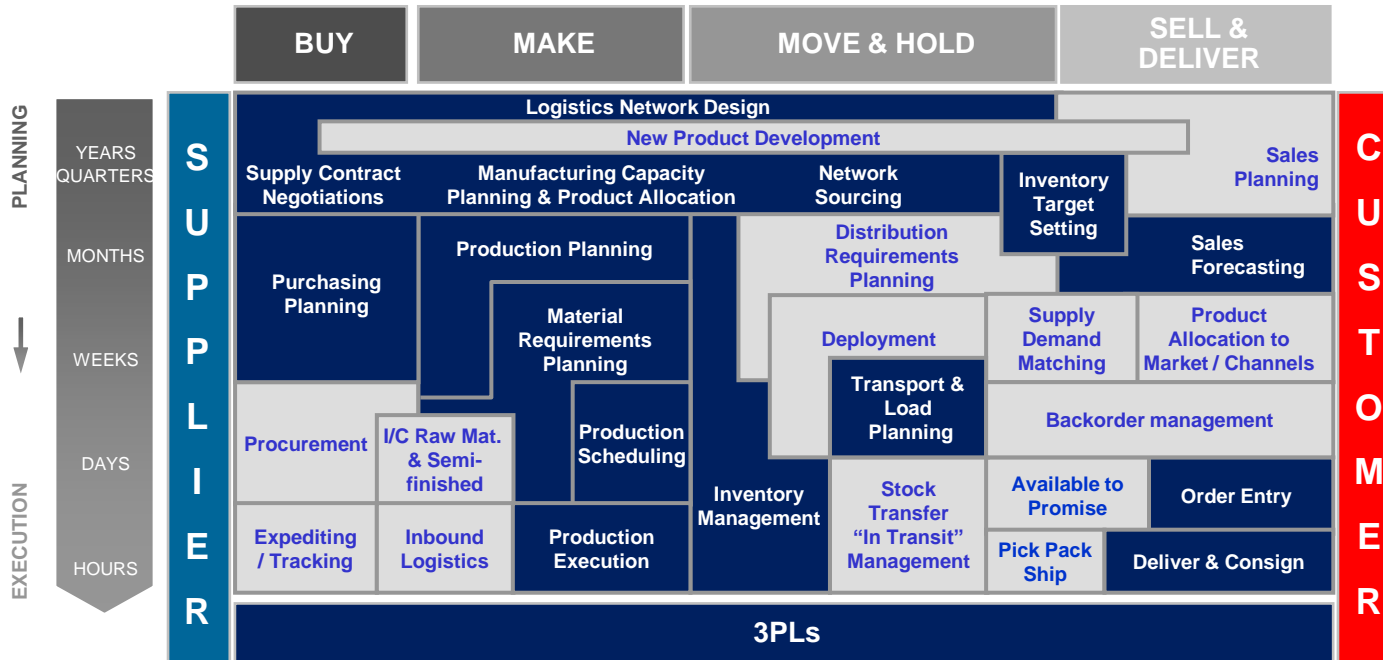 BUY
MAKE
MOVE & HOLD
SELL &
DELIVER
PLANNING
EXECUTION
YEARS
QUARTERS
MONTHS
WEEKS
DAYS
HOURS
SUPPLIER
Logistics Network Design
New Product Development
Supply Contract
Negotiations
Manufacturing Capacity
Planning & Product Allocation
Network
Sourcing
Inventory
Target
Setting
Sales
Planning
Purchasing
Planning
Production Planning
Material
Requirements
Planning
Distribution
Requirements
Planning
Sales
Forecasting
Deployment
Supply
Demand
Matching
Product
Allocation to
Market / Channels
Transport &
Load
Planning
Backorder management
Procurement
I/C Raw Mat.
& Semi-
finished
Production
Scheduling
Inventory
Management
Stock
Transfer
“In Transit”
Management
Available to
Promise
Order Entry
Expediting
/ Tracking
Inbound
Logistics
Production
Execution
Pick Pack
Ship
Deliver & Consign
3PLs
CUSTOMER